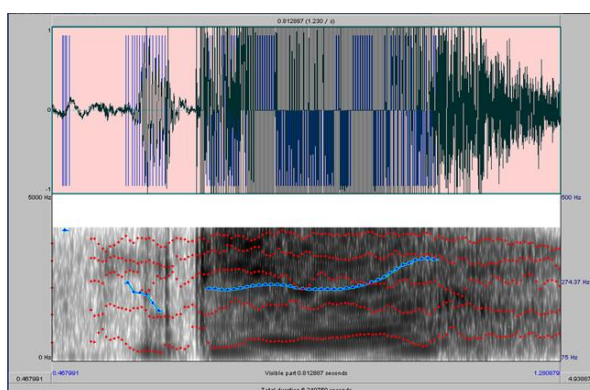 0.812887 (1.230 / s)
1
0
-1
5000 Hz
500 Hz
274.37 Hz
0 Hz
75 Hz
0.467991
0.467991
Visible part 0.812887 seconds
1.280879
4.93887